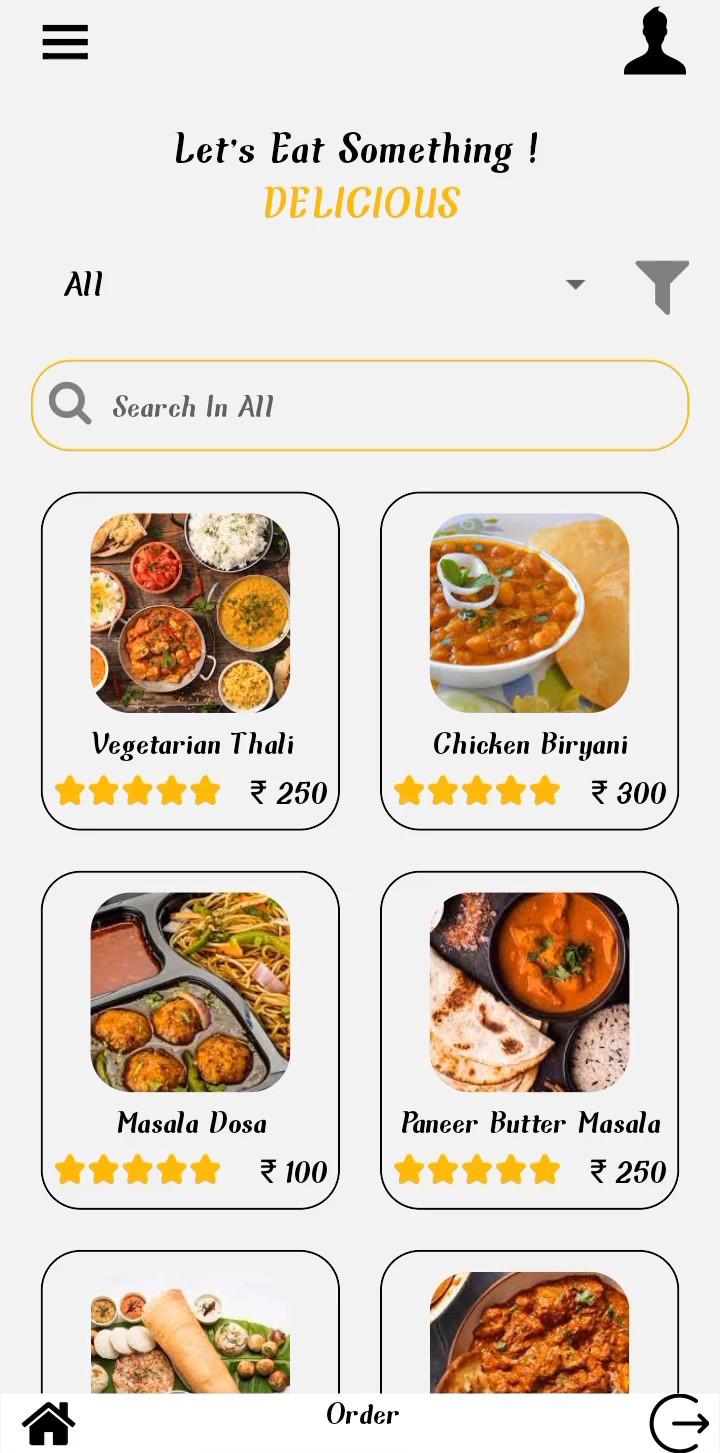 Let's Eat Something !
DELICIOUS
All
Search In All
Vegetarian Thali
₹ 250
Chicken Biryani
₹ 300
Masala Dosa
₹ 100
Paneer Butter Masala
₹ 250
Order